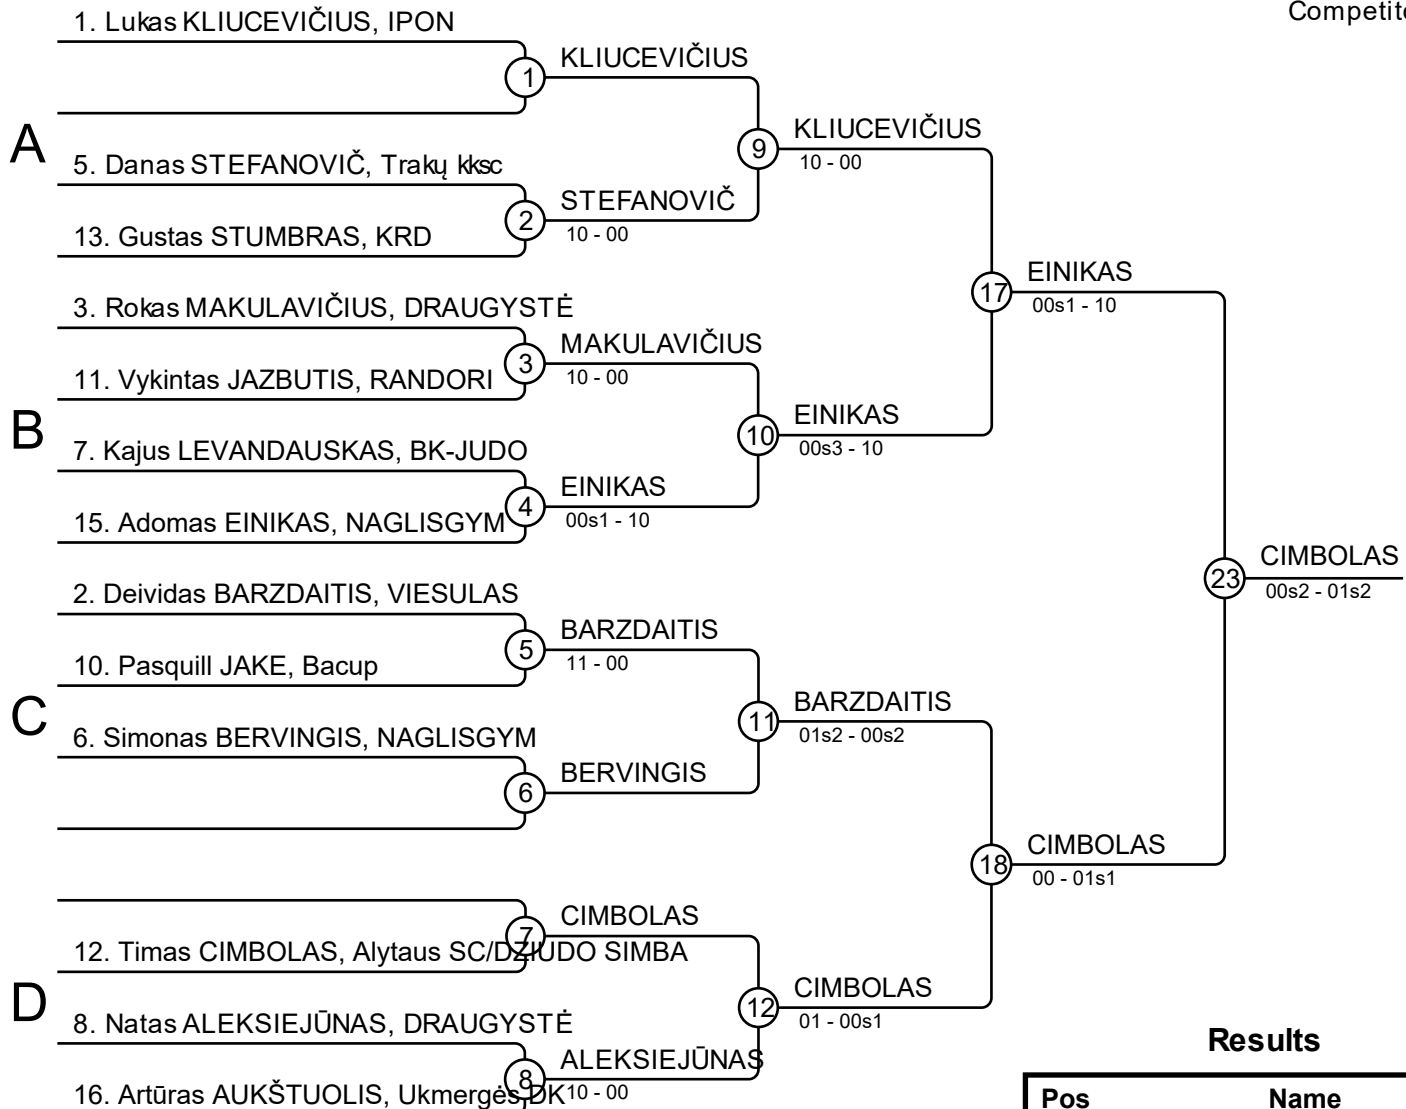 Competito
1. Lukas KLIUCEVIČIUS, IPON
1
KLIUCEVIČIUS
A
9
KLIUCEVIČIUS
10 - 00
5. Danas STEFANOVIČ, Trakų kksc
2
STEFANOVIČ
10 - 00
13. Gustas STUMBRAS, KRD
17
EINIKAS
00s1 - 10
3. Rokas MAKULAVIČIUS, DRAUGYSTĖ
3
MAKULAVIČIUS
10 - 00
11. Vykintas JAZBUTIS, RANDORI
B
10
EINIKAS
00s3 - 10
7. Kajus LEVANDAUSKAS, BK-JUDO
4
EINIKAS
00s1 - 10
15. Adomas EINIKAS, NAGLISGYM
23
CIMBOLAS
00s2 - 01s2
2. Deividas BARZDAITIS, VIESULAS
5
BARZDAITIS
11 - 00
10. Pasquill JAKE, Bacup
C
11
BARZDAITIS
01s2 - 00s2
6. Simonas BERVINGIS, NAGLISGYM
6
BERVINGIS
18
CIMBOLAS
00 - 01s1
7
CIMBOLAS
12. Timas CIMBOLAS, Alytaus SC/DZIUDO SIMBA
D
12
CIMBOLAS
01 - 00s1
8. Natas ALEKSIEJŪNAS, DRAUGYSTĖ
8
ALEKSIEJŪNAS
10 - 00
16. Artūras AUKŠTUOLIS, Ukmergės DK
Results
Pos Name